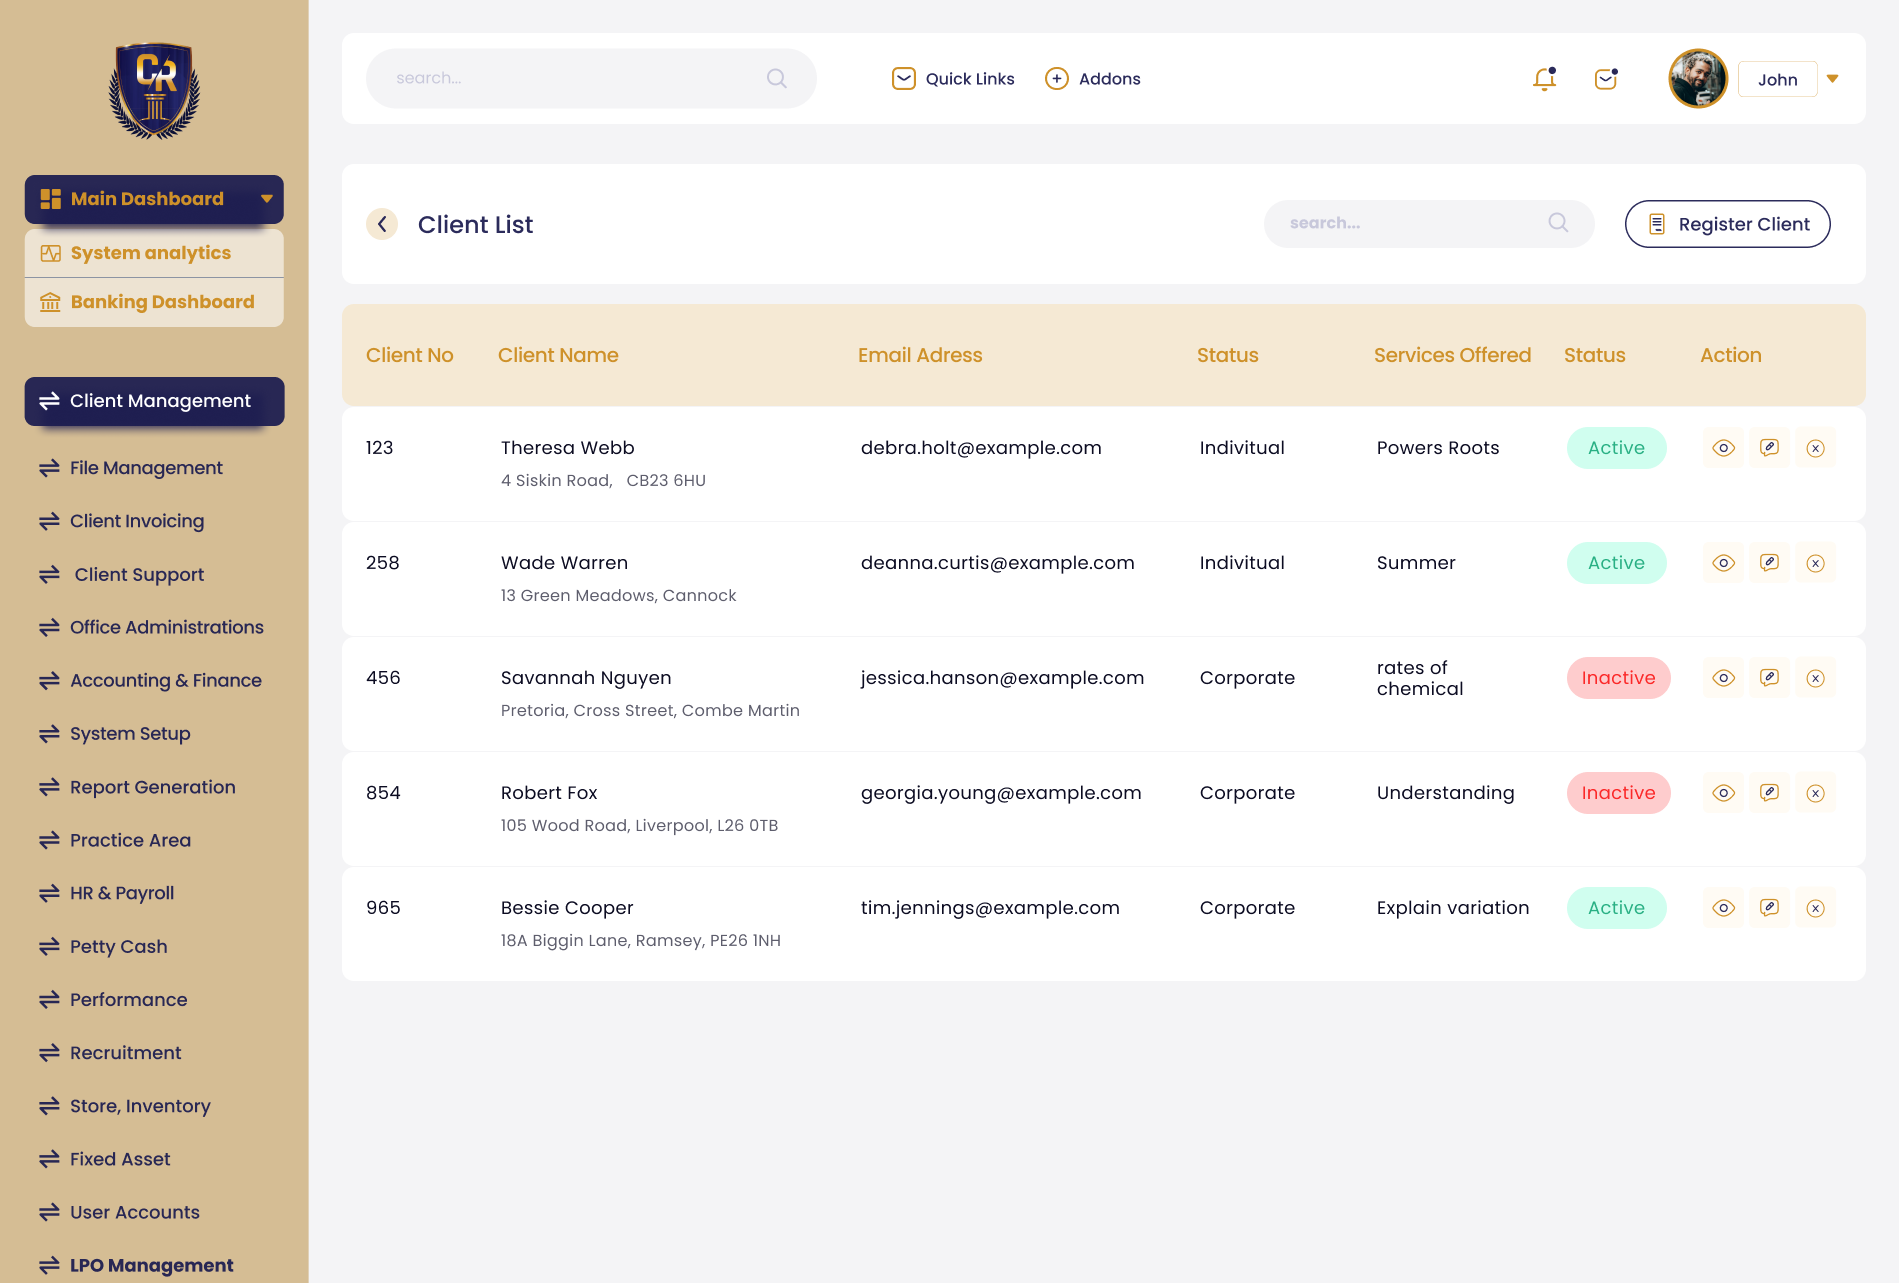 CR
Main Dashboard
System analytics
Banking Dashboard
Client Management
File Management
Client Invoicing
Client Support
Office Administrations
Accounting & Finance
System Setup
Report Generation
Practice Area
HR & Payroll
Petty Cash
Performance
Recruitment
Store, Inventory
Fixed Asset
User Accounts
LPO Management
search...
Quick Links
Addons
John
Client List
search...
Register Client
Client No Client Name Email Adress Status Services Offered Status Action
123 Theresa Webb debra.holt@example.com Indivitual Powers Roots Active
4 Siskin Road, CB23 6HU
258 Wade Warren deanna.curtis@example.com Indivitual Summer Active
13 Green Meadows, Cannock
456 Savannah Nguyen jessica.hanson@example.com Corporate rates of chemical Inactive
Pretoria, Cross Street, Combe Martin
854 Robert Fox georgia.young@example.com Corporate Understanding Inactive
105 Wood Road, Liverpool, L26 0TB
965 Bessie Cooper tim.jennings@example.com Corporate Explain variation Active
18A Biggin Lane, Ramsey, PE26 1NH